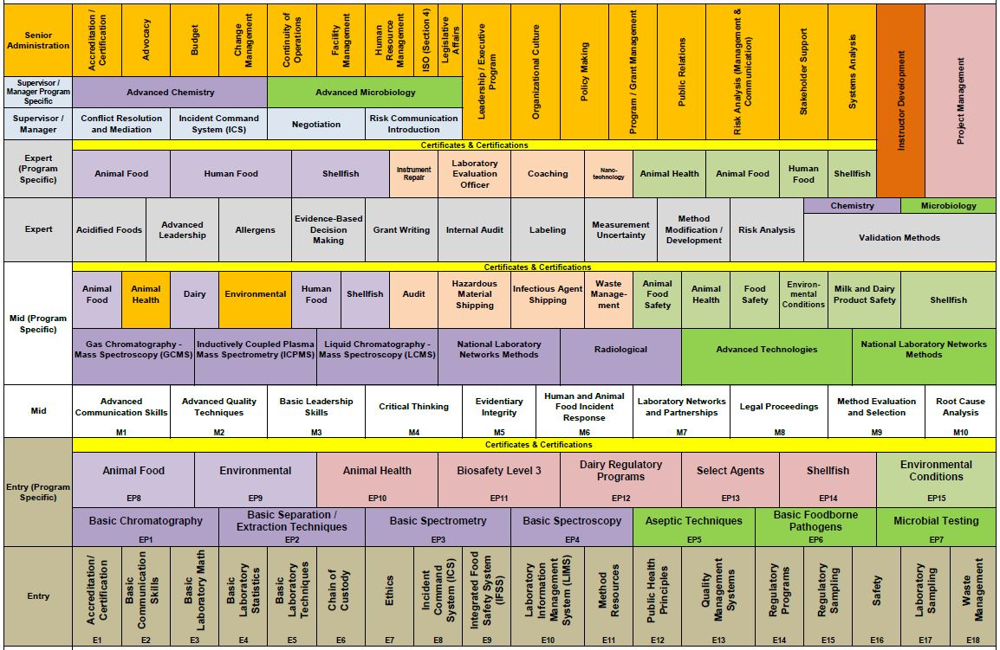 Senior
Administration
Accreditation /
Certification
Advocacy
Budget
Change
Management
Continuity of
Operations
Facility
Management
Human
Resource
Management
ISO (Section 4)
Legislative
Affairs
Leadership / Executive
Program
Organizational Culture
Policy Making
Program / Grant Management
Public Relations
Risk Analysis (Management &
Communication)
Stakeholder Support
Systems Analysis
Instructor Development
Project Management
Supervisor /
Manager Program
Specific
Advanced Chemistry
Advanced Microbiology
Supervisor /
Manager
Conflict Resolution
and Mediation
Incident Command
System (ICS)
Negotiation
Risk Communication
Introduction
Certificates & Certifications
Expert
(Program
Specific)
Animal Food
Human Food
Shellfish
Instrument
Repair
Laboratory
Evaluation
Officer
Coaching
Nano-
technology
Animal Health
Animal Food
Human
Food
Shellfish
Expert
Acidified Foods
Advanced
Leadership
Allergens
Evidence-Based
Decision
Making
Grant Writing
Internal Audit
Labeling
Measurement
Uncertainty
Method
Modification /
Development
Risk Analysis
Chemistry
Microbiology
Validation Methods
Certificates & Certifications
Mid (Program
Specific)
Animal
Food
Animal
Health
Dairy
Environmental
Human
Food
Shellfish
Audit
Hazardous
Material
Shipping
Infectious Agent
Shipping
Waste
Manage-
ment
Animal
Food
Safety
Animal
Health
Food
Safety
Environ-
mental
Conditions
Milk and Dairy
Product Safety
Shellfish
Gas Chromatography -
Mass Spectroscopy (GCMS)
Inductively Coupled Plasma
Mass Spectrometry (ICPMS)
Liquid Chromatography -
Mass Spectroscopy (LCMS)
National Laboratory
Networks Methods
Radiological
Advanced Technologies
National Laboratory Networks
Methods
Mid
Advanced
Communication Skills
M1
Advanced Quality
Techniques
M2
Basic Leadership
Skills
M3
Critical Thinking
M4
Evidentiary
Integrity
M5
Human and Animal
Food Incident
Response
M6
Laboratory Networks
and Partnerships
M7
Legal Proceedings
M8
Method Evaluation
and Selection
M9
Root Cause
Analysis
M10
Certificates & Certifications
Entry (Program
Specific)
Animal Food
EP8
Environmental
EP9
Animal Health
EP10
Biosafety Level 3
EP11
Dairy Regulatory
Programs
EP12
Select Agents
EP13
Shellfish
EP14
Environmental
Conditions
EP15
Basic Chromatography
EP1
Basic Separation /
Extraction Techniques
EP2
Basic Spectrometry
EP3
Basic Spectroscopy
EP4
Aseptic Techniques
EP5
Basic Foodborne
Pathogens
EP6
Microbial Testing
EP7
Entry
Accreditation/
Certification
E1
Basic
Communication
Skills
E2
Basic
Laboratory Math
E3
Basic
Laboratory
Statistics
E4
Basic
Laboratory
Techniques
E5
Chain of
Custody
E6
Ethics
E7
Incident
Command
System (ICS)
E8
Integrated Food
Safety System
(IFSS)
E9
Laboratory
Information
Management
System (LIMS)
E10
Method
Resources
E11
Public Health
Principles
E12
Quality
Management
Systems
E13
Regulatory
Programs
E14
Regulatory
Sampling
E15
Safety
E16
Laboratory
Sampling
E17
Waste
Management
E18